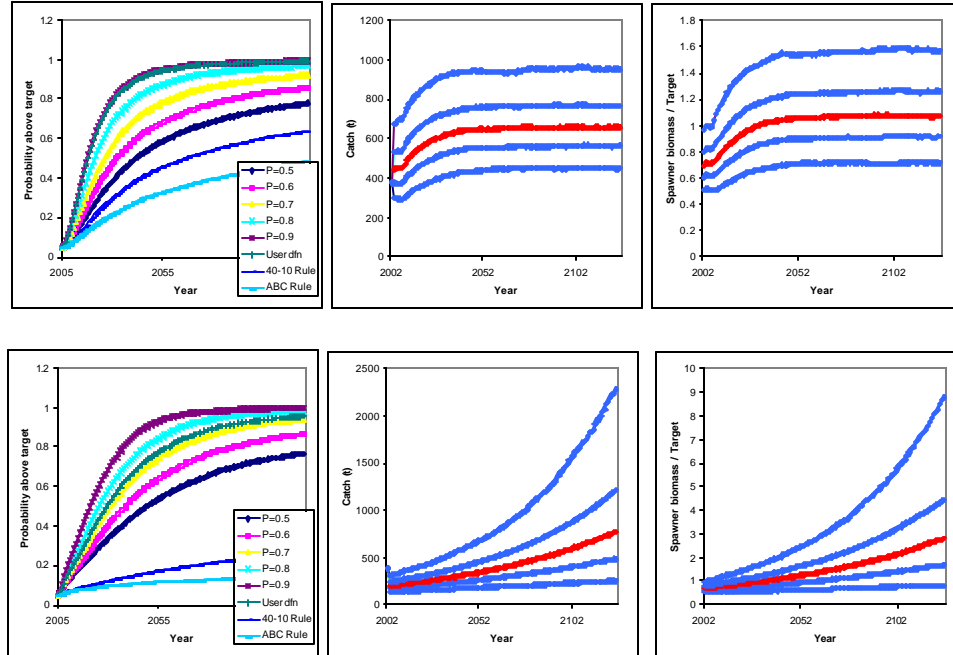 1.2
1
0.8
0.6
0.4
0.2
0
Probability above target
2005
2055
Year
P=0.5
P=0.6
P=0.7
P=0.8
P=0.9
User dfn
40-10 Rule
ABC Rule
1200
1000
800
600
400
200
0
Catch (t)
2002
2052
2102
Year
1.8
1.6
1.4
1.2
1
0.8
0.6
0.4
0.2
0
Spawner biomass / Target
2002
2052
2102
Year
1.2
1
0.8
0.6
0.4
0.2
0
Probability above target
2005
2055
Year
P=0.5
P=0.6
P=0.7
P=0.8
P=0.9
User dfn
40-10 Rule
ABC Rule
2500
2000
1500
1000
500
0
Catch (t)
2002
2052
2102
Year
10
9
8
7
6
5
4
3
2
1
0
Spawner biomass / Target
2002
2052
2102
Year